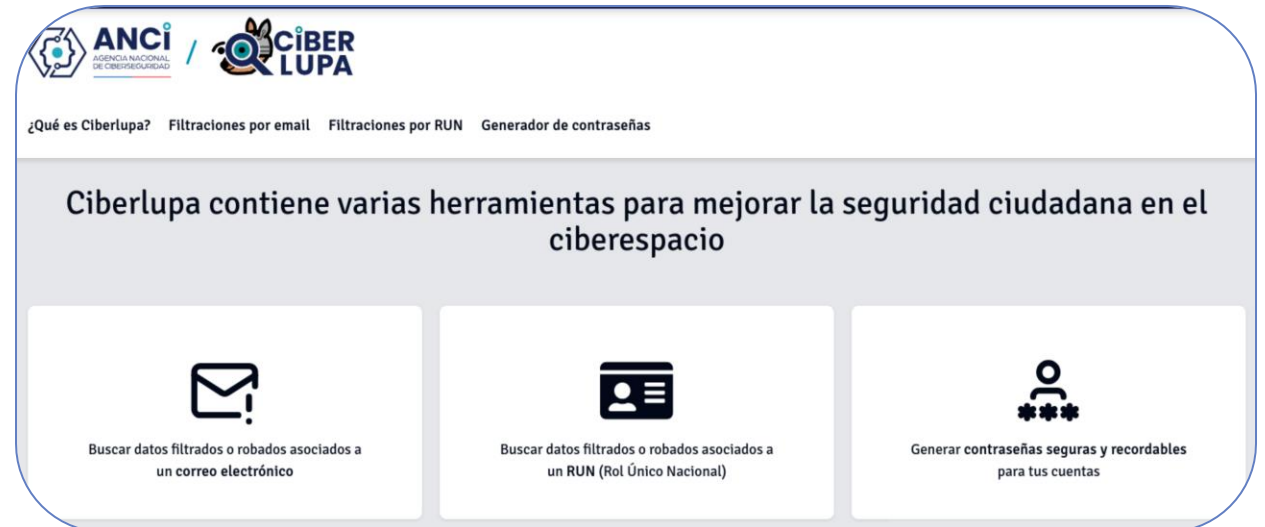 ANCi
AGENCIA NACIONAL
DE CIBERSEGURIDAD
/
CiBER
LUPA
¿Qué es Ciberlupa? Filtraciones por email Filtraciones por RUN Generador de contraseñas
Ciberlupa contiene varias herramientas para mejorar la seguridad ciudadana en el
ciberespacio
Buscar datos filtrados o robados asociados a
un correo electrónico
Buscar datos filtrados o robados asociados a
un RUN (Rol Único Nacional)
***
Generar contraseñas seguras y recordables
para tus cuentas